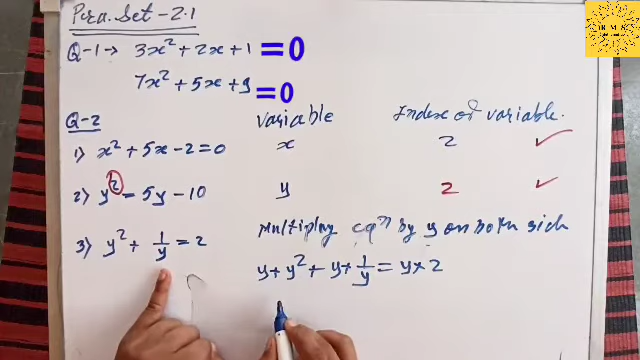 Pra. Set - 2.1
Q-1 → 3x² + 2x + 1 = 0
7x² + 5x + 9 = 0
Q-2 variable Index of variable.
1) x² + 5x - 2 = 0 x 2 ✓
2) y² = 5y - 10 y 2 ✓
3) y² + 1/y = 2 Multiply eqⁿ by y on both side
y × y² + y × 1/y = y × 2